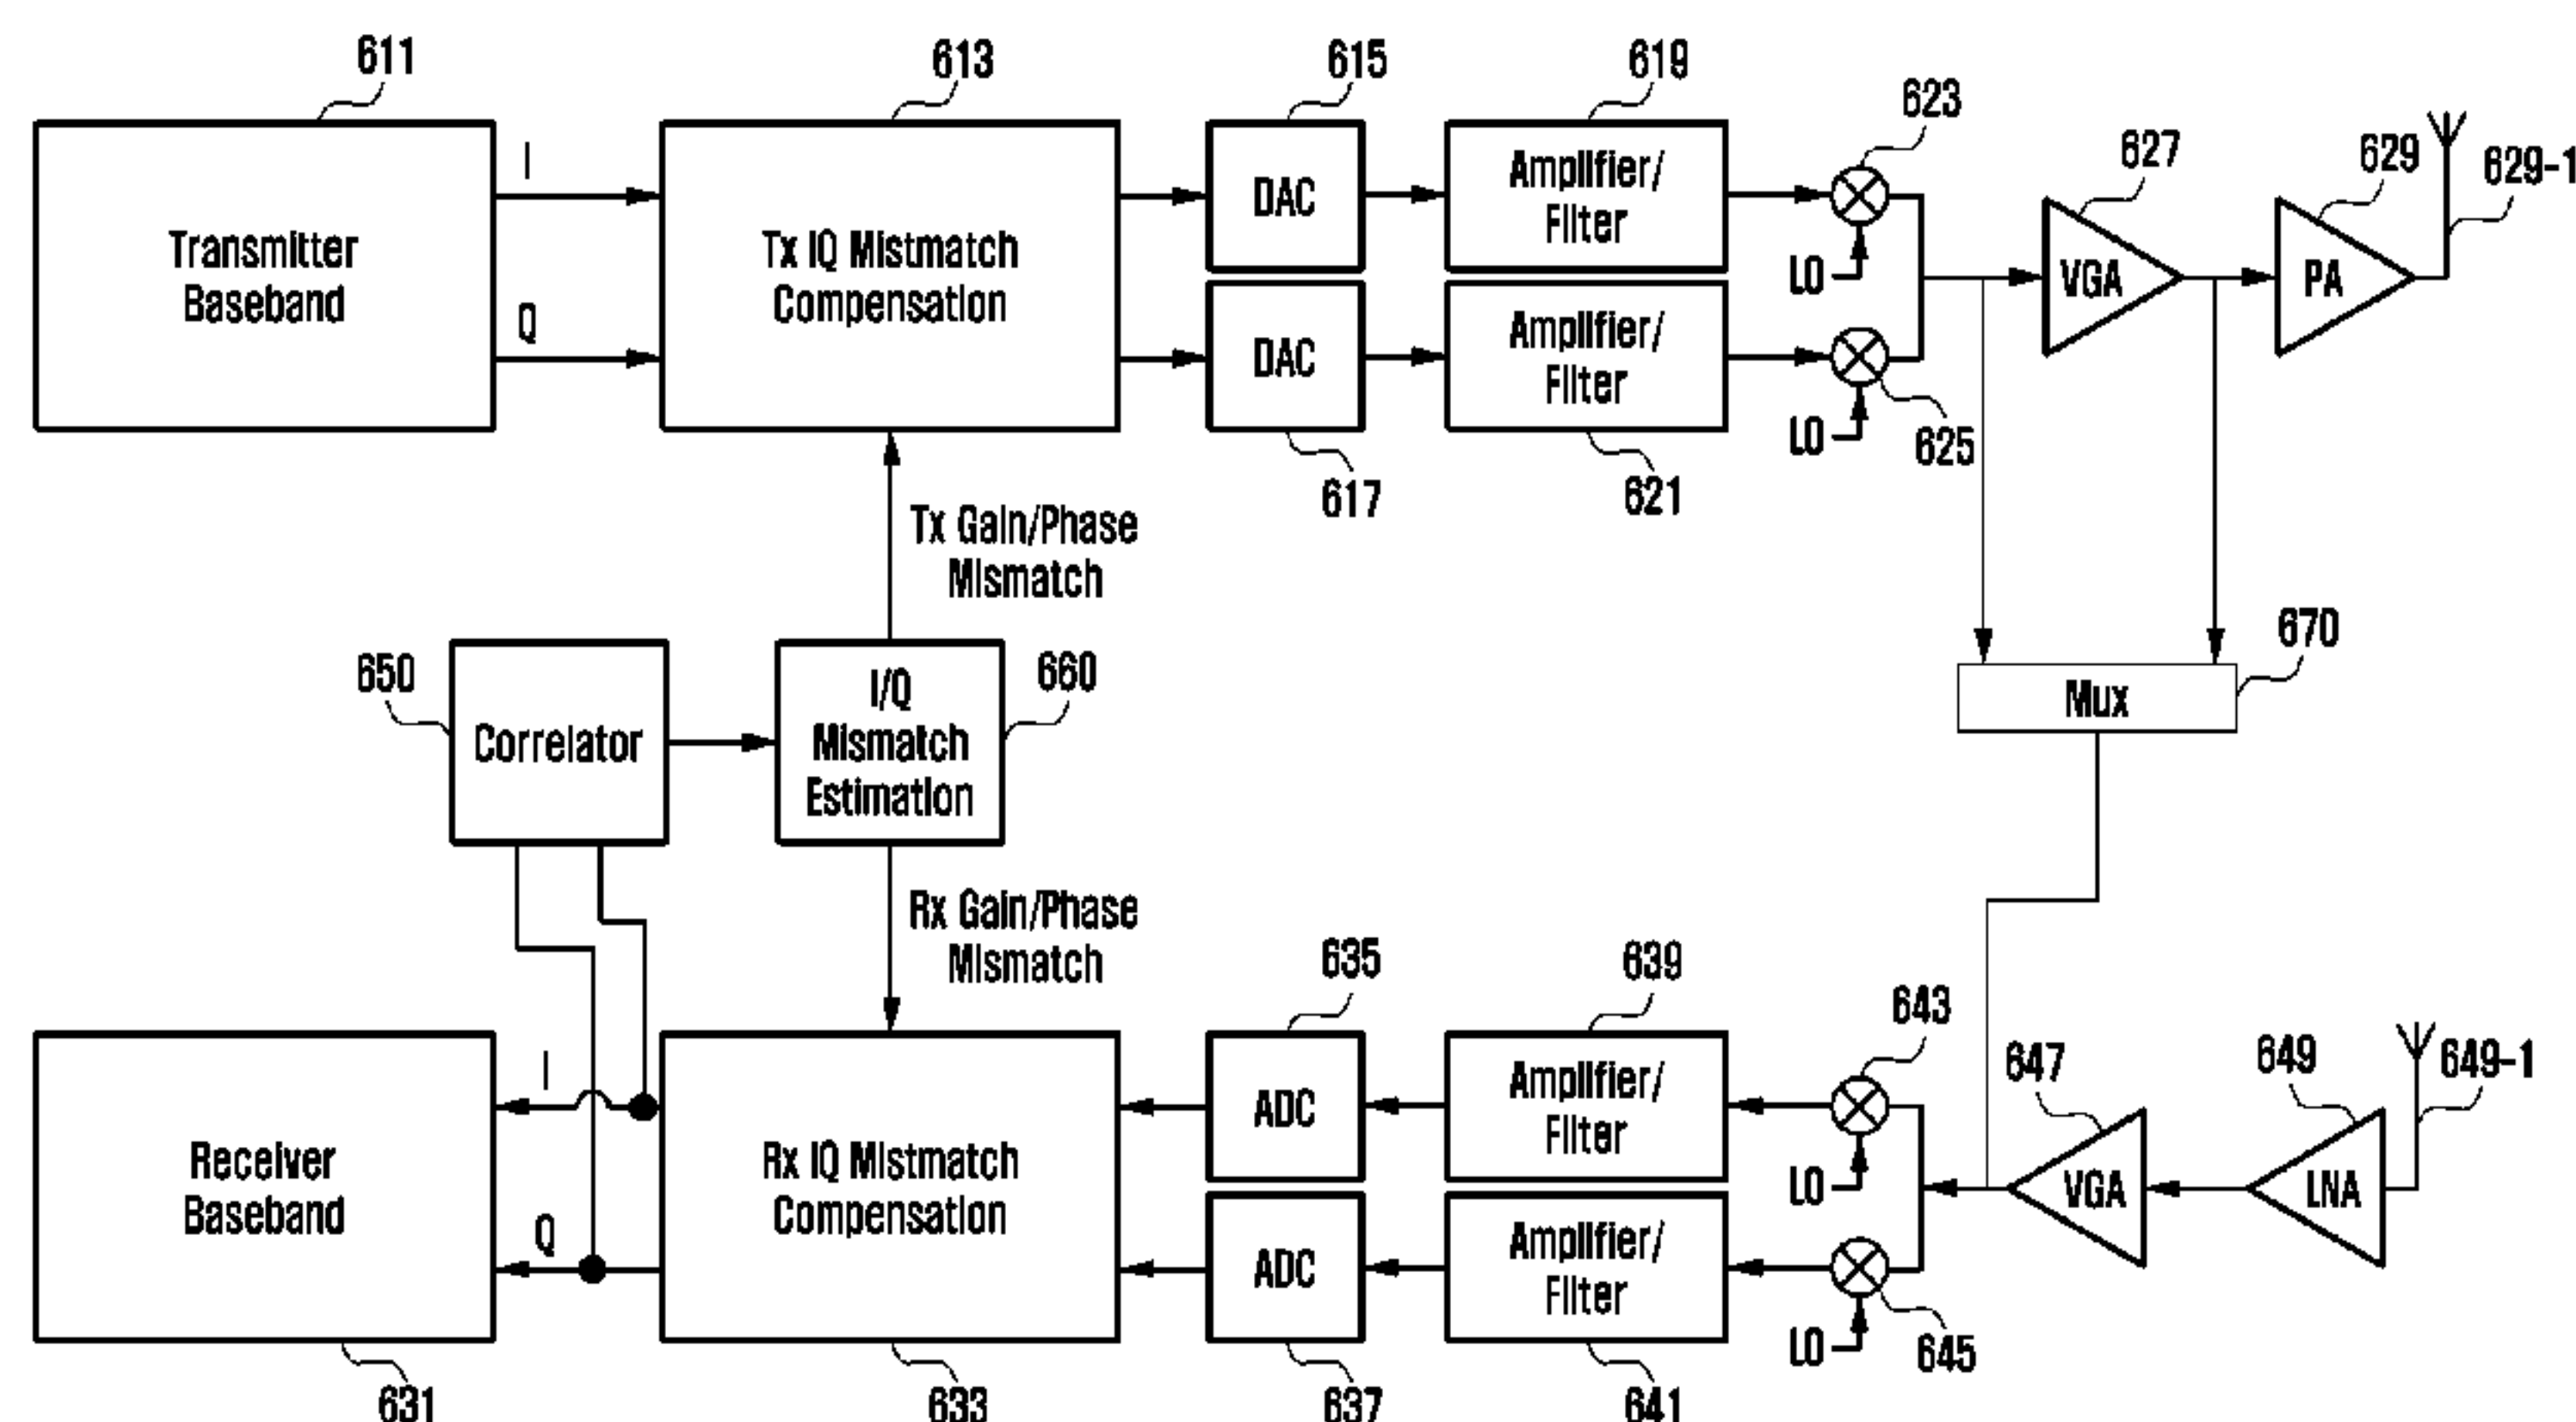 611
613
615
619
623
627
629
629-1
Transmitter
Baseband
I
Q
Tx IQ Mistmatch
Compensation
DAC
DAC
Amplifier/
Filter
Amplifier/
Filter
LO
LO
VGA
PA
625
617
621
Tx Gain/Phase
Mismatch
650
Correlator
I/Q
Mismatch
Estimation
660
670
Mux
Rx Gain/Phase
Mismatch
635
639
643
647
649
649-1
Receiver
Baseband
I
Q
Rx IQ Mistmatch
Compensation
ADC
ADC
Amplifier/
Filter
Amplifier/
Filter
LO
LO
VGA
LNA
645
631
633
637
641